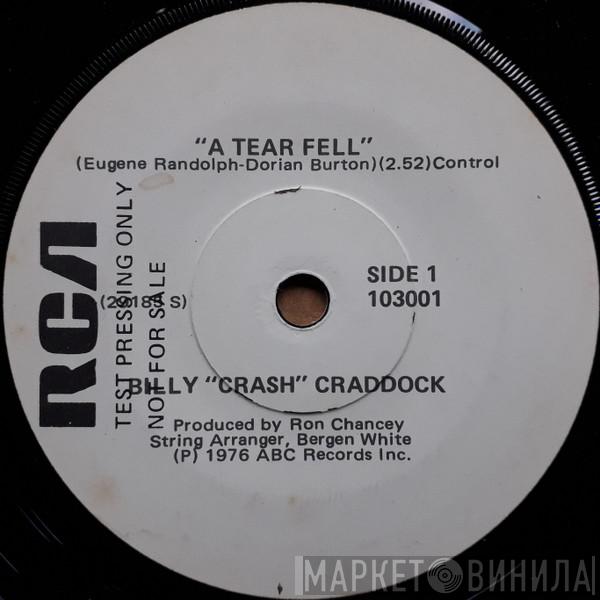 "A TEAR FELL"
(Eugene Randolph-Dorian Burton)(2.52)Control
RCA
TEST PRESSING ONLY
NOT FOR SALE
SIDE 1
103001
BILLY "CRASH" CRADDOCK
Produced by Ron Chancey
String Arranger, Bergen White
(P) 1976 ABC Records Inc.
МАРКЕТ ВИНИЛА